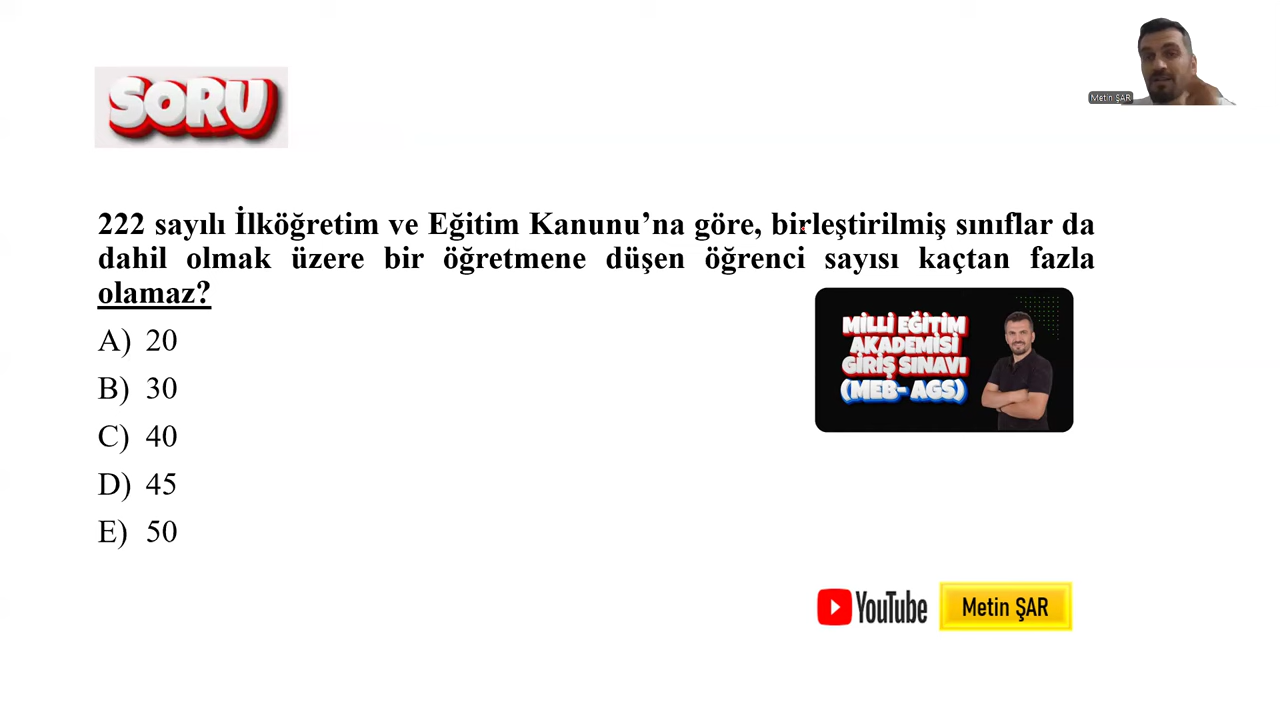 Metin ŞAR
SORU
222 sayılı İlköğretim ve Eğitim Kanunu’na göre, birleştirilmiş sınıflar da
dahil olmak üzere bir öğretmene düşen öğrenci sayısı kaçtan fazla
olamaz?
A) 20
B) 30
C) 40
D) 45
E) 50
MİLLİ EĞİTİM
AKADEMİSİ
GİRİŞ SINAVI
(MEB- AGS)
YouTube
Metin ŞAR